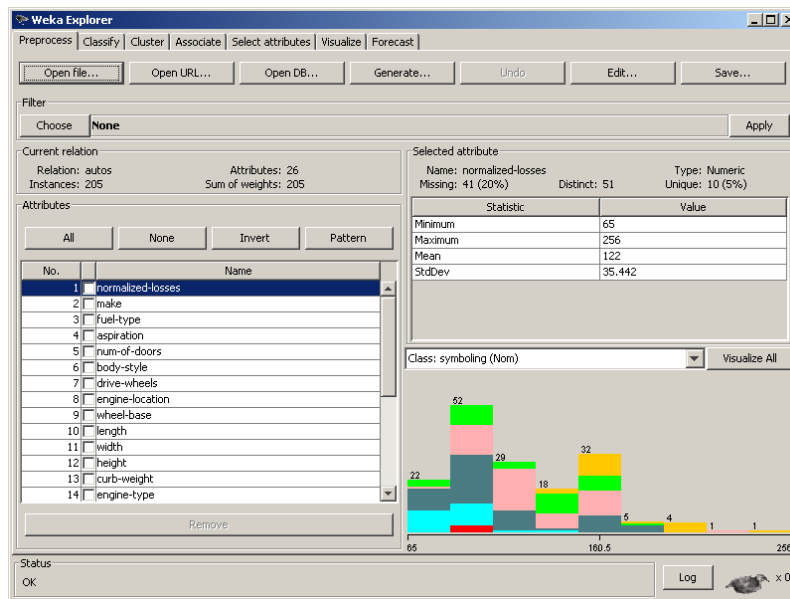 Weka Explorer
Preprocess Classify Cluster Associate Select attributes Visualize Forecast
Open file... Open URL... Open DB... Generate... Undo Edit... Save...
Filter
Choose None Apply
Current relation
Relation: autos Attributes: 26
Instances: 205 Sum of weights: 205
Attributes
All None Invert Pattern
No. Name
1 normalized-losses
2 make
3 fuel-type
4 aspiration
5 num-of-doors
6 body-style
7 drive-wheels
8 engine-location
9 wheel-base
10 length
11 width
12 height
13 curb-weight
14 engine-type
Remove
Selected attribute
Name: normalized-losses Type: Numeric
Missing: 41 (20%) Distinct: 51 Unique: 10 (5%)
Statistic Value
Minimum 65
Maximum 256
Mean 122
StdDev 35.442
Class: symboling (Nom) Visualize All
22 52 29 18 32 5 4 1 1
65 160.5 256
Status
OK
Log x 0